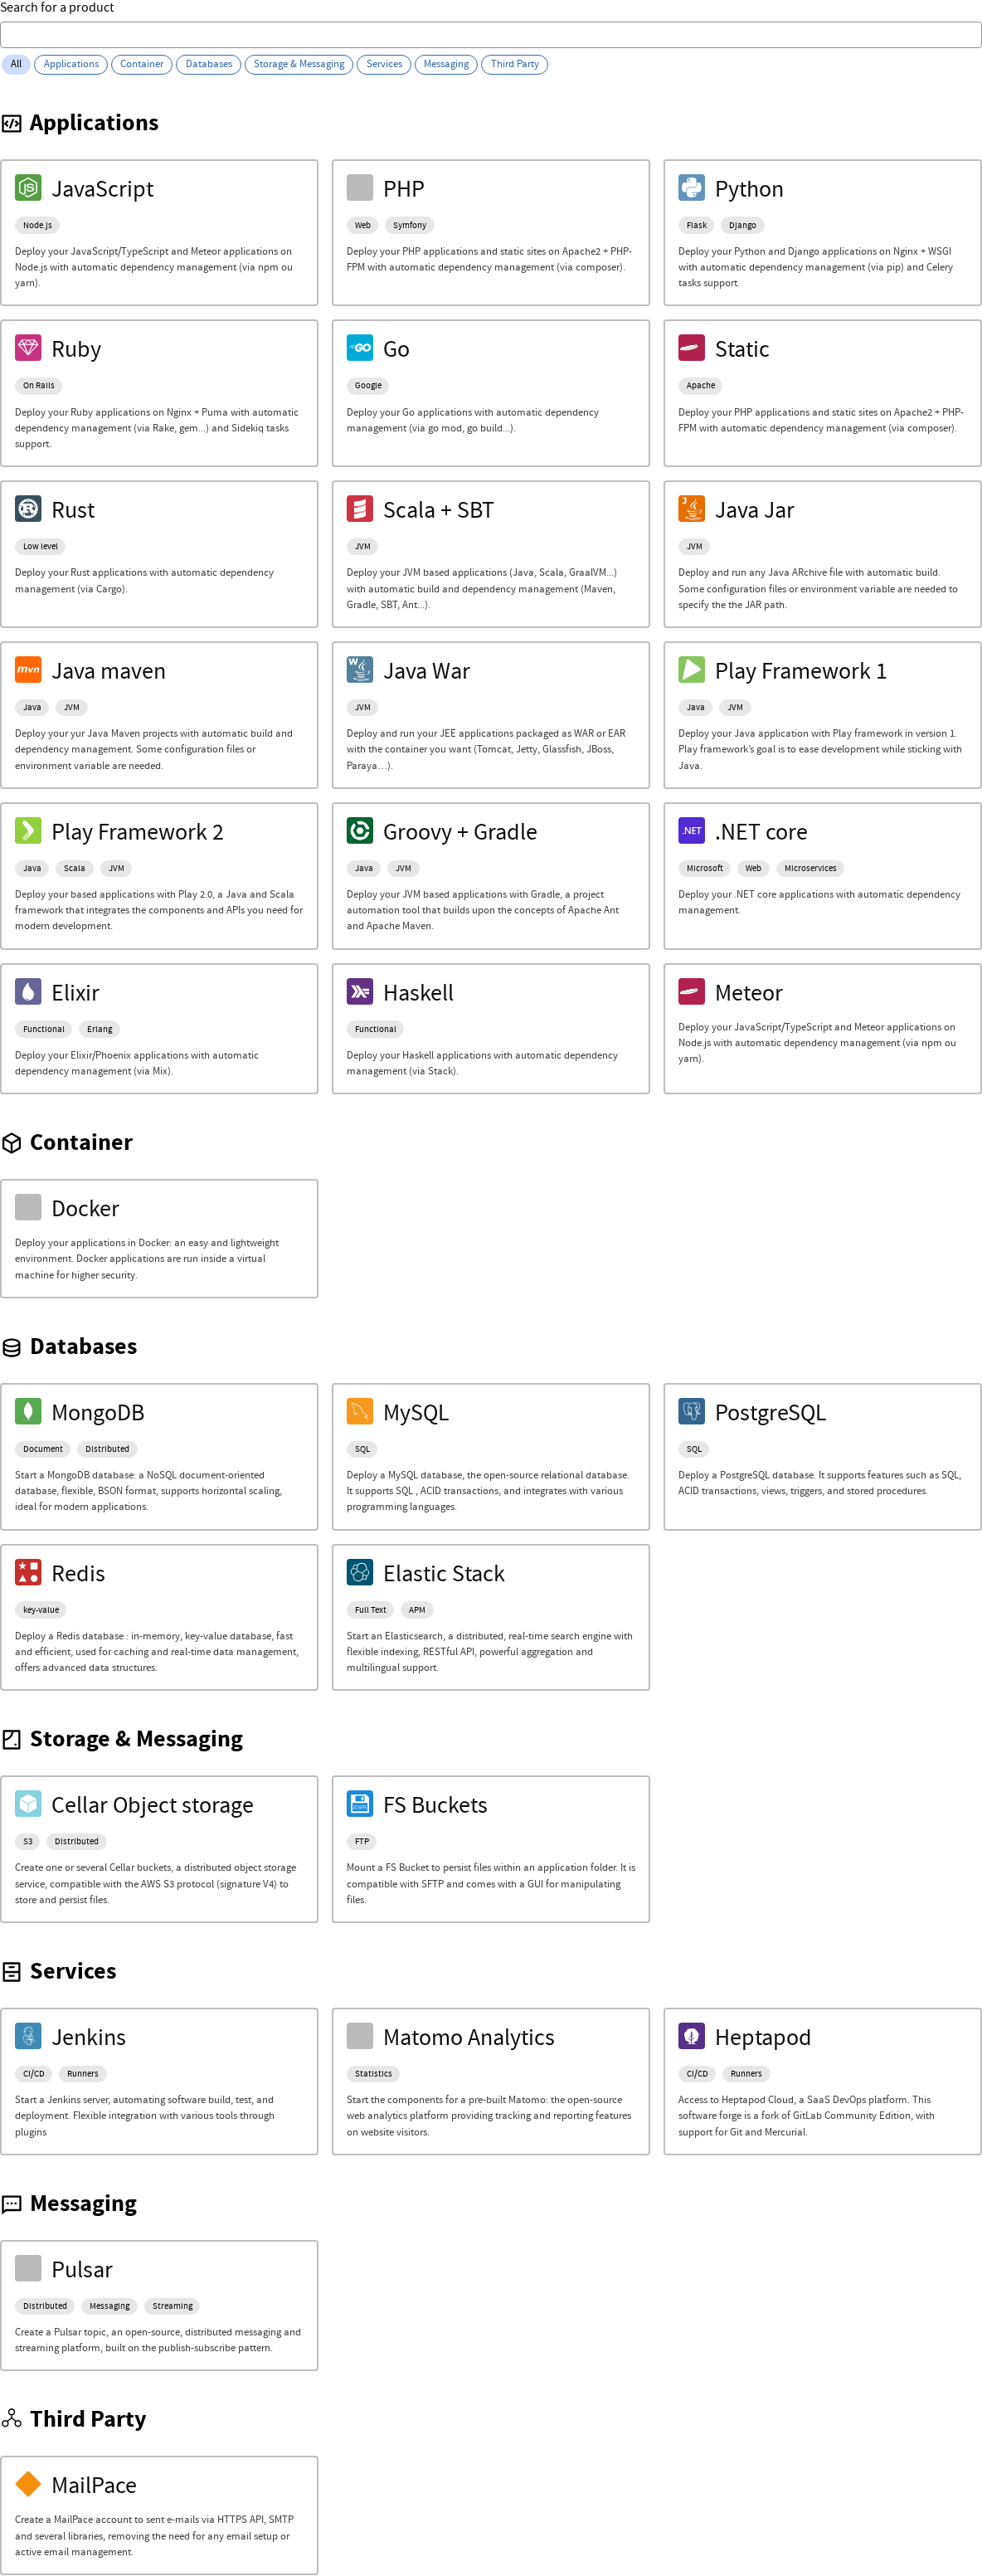 Search for a product
All Applications Container Databases Storage & Messaging Services Messaging Third Party
Applications
JavaScript
Node.js
Deploy your JavaScript/TypeScript and Meteor applications on
Node.js with automatic dependency management (via npm ou
yarn).
PHP
Web Symfony
Deploy your PHP applications and static sites on Apache2 + PHP-
FPM with automatic dependency management (via composer).
Python
Flask Django
Deploy your Python and Django applications on Nginx + WSGI
with automatic dependency management (via pip) and Celery
tasks support.
Ruby
On Rails
Deploy your Ruby applications on Nginx + Puma with automatic
dependency management (via Rake, gem...) and Sidekiq tasks
support.
Go
Google
Deploy your Go applications with automatic dependency
management (via go mod, go build...).
Static
Apache
Deploy your PHP applications and static sites on Apache2 + PHP-
FPM with automatic dependency management (via composer).
Rust
Low level
Deploy your Rust applications with automatic dependency
management (via Cargo).
Scala + SBT
JVM
Deploy your JVM based applications (Java, Scala, GraalVM...)
with automatic build and dependency management (Maven,
Gradle, SBT, Ant...).
Java Jar
JVM
Deploy and run any Java ARchive file with automatic build.
Some configuration files or environment variable are needed to
specify the the JAR path.
mvn
Java maven
Java JVM
Deploy your yur Java Maven projects with automatic build and
dependency management. Some configuration files or
environment variable are needed.
W
Java War
JVM
Deploy and run your JEE applications packaged as WAR or EAR
with the container you want (Tomcat, Jetty, Glassfish, JBoss,
Paraya…).
Play Framework 1
Java JVM
Deploy your Java application with Play framework in version 1.
Play framework’s goal is to ease development while sticking with
Java.
Play Framework 2
Java Scala JVM
Deploy your based applications with Play 2.0, a Java and Scala
framework that integrates the components and APIs you need for
modern development.
Groovy + Gradle
Java JVM
Deploy your JVM based applications with Gradle, a project
automation tool that builds upon the concepts of Apache Ant
and Apache Maven.
.NET
.NET core
Microsoft Web Microservices
Deploy your .NET core applications with automatic dependency
management.
Elixir
Functional Erlang
Deploy your Elixir/Phoenix applications with automatic
dependency management (via Mix).
Haskell
Functional
Deploy your Haskell applications with automatic dependency
management (via Stack).
Meteor
Deploy your JavaScript/TypeScript and Meteor applications on
Node.js with automatic dependency management (via npm ou
yarn).
Container
Docker
Deploy your applications in Docker: an easy and lightweight
environment. Docker applications are run inside a virtual
machine for higher security.
Databases
MongoDB
Document Distributed
Start a MongoDB database: a NoSQL document-oriented
database, flexible, BSON format, supports horizontal scaling,
ideal for modern applications.
MySQL
SQL
Deploy a MySQL database, the open-source relational database.
It supports SQL , ACID transactions, and integrates with various
programming languages.
PostgreSQL
SQL
Deploy a PostgreSQL database. It supports features such as SQL,
ACID transactions, views, triggers, and stored procedures.
Redis
key-value
Deploy a Redis database : in-memory, key-value database, fast
and efficient, used for caching and real-time data management,
offers advanced data structures.
Elastic Stack
Full Text APM
Start an Elasticsearch, a distributed, real-time search engine with
flexible indexing, RESTful API, powerful aggregation and
multilingual support.
Storage & Messaging
Cellar Object storage
S3 Distributed
Create one or several Cellar buckets, a distributed object storage
service, compatible with the AWS S3 protocol (signature V4) to
store and persist files.
FS Buckets
FTP
Mount a FS Bucket to persist files within an application folder. It is
compatible with SFTP and comes with a GUI for manipulating
files.
Services
Jenkins
CI/CD Runners
Start a Jenkins server, automating software build, test, and
deployment. Flexible integration with various tools through
plugins
Matomo Analytics
Statistics
Start the components for a pre-built Matomo: the open-source
web analytics platform providing tracking and reporting features
on website visitors.
Heptapod
CI/CD Runners
Access to Heptapod Cloud, a SaaS DevOps platform. This
software forge is a fork of GitLab Community Edition, with
support for Git and Mercurial.
Messaging
Pulsar
Distributed Messaging Streaming
Create a Pulsar topic, an open-source, distributed messaging and
streaming platform, built on the publish-subscribe pattern.
Third Party
MailPace
Create a MailPace account to sent e-mails via HTTPS API, SMTP
and several libraries, removing the need for any email setup or
active email management.